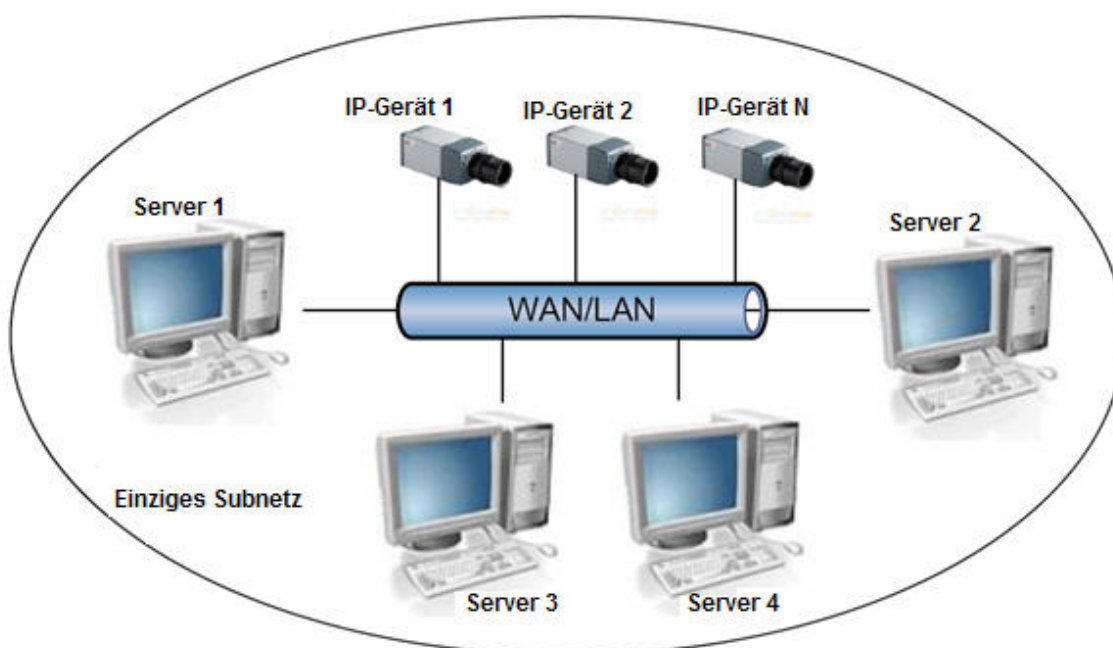 IP-Gerät 1
IP-Gerät 2
IP-Gerät N
Server 1
Server 2
WAN/LAN
Einziges Subnetz
Server 3
Server 4